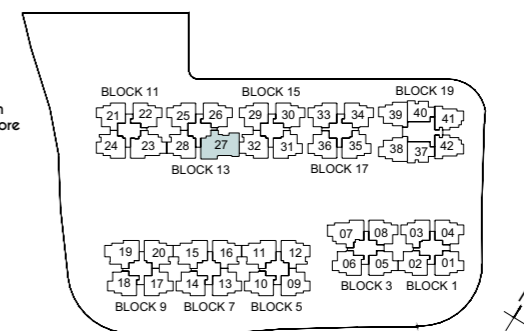 BLOCK 11
BLOCK 15
BLOCK 19
21 22 25 26 29 30 33 34 39 40 41
24 23 28 27 32 31 36 35 38 37 42
BLOCK 13
BLOCK 17
07 08 03 04
19 20 15 16 11 12
06 05 02 01
18 17 14 13 10 09
BLOCK 3
BLOCK 1
BLOCK 9
BLOCK 7
BLOCK 5